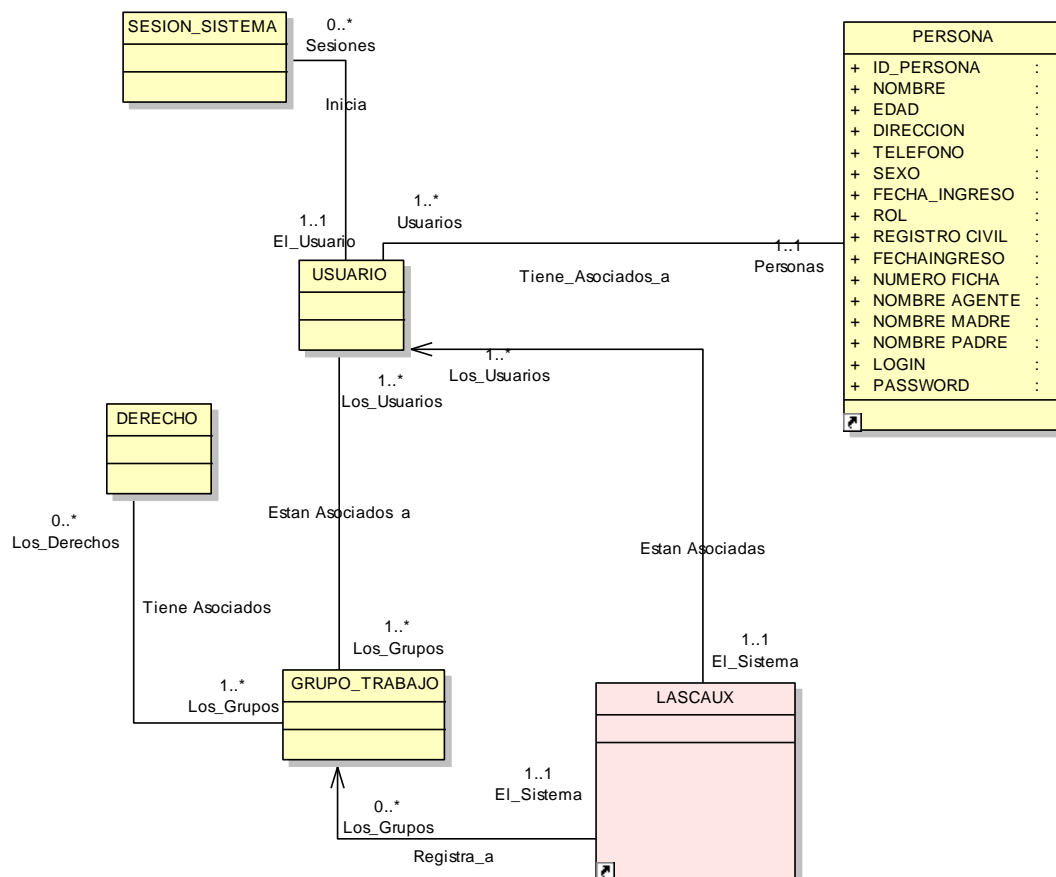 SESION_SISTEMA
0..*
Sesiones
Inicia
1..1
El_Usuario
USUARIO
1..*
Usuarios
Tiene_Asociados_a
1..1
Personas
PERSONA
+ ID_PERSONA :
+ NOMBRE :
+ EDAD :
+ DIRECCION :
+ TELEFONO :
+ SEXO :
+ FECHA_INGRESO :
+ ROL :
+ REGISTRO CIVIL :
+ FECHAINGRESO :
+ NUMERO FICHA :
+ NOMBRE AGENTE :
+ NOMBRE MADRE :
+ NOMBRE PADRE :
+ LOGIN :
+ PASSWORD :
1..*
Los_Usuarios
1..*
Los_Usuarios
DERECHO
0..*
Los_Derechos
Estan Asociados a
Estan Asociadas
Tiene Asociados
1..*
Los_Grupos
1..*
Los_Grupos
GRUPO_TRABAJO
1..1
El_Sistema
LASCAUX
1..1
El_Sistema
0..*
Los_Grupos
Registra_a